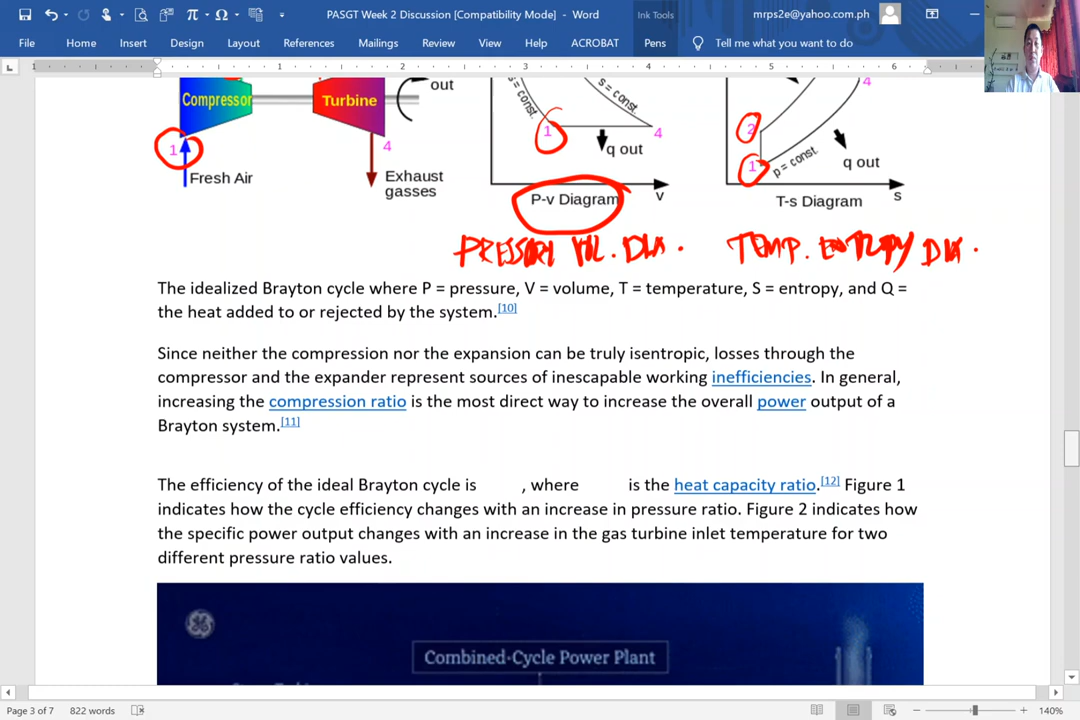 PASGT Week 2 Discussion [Compatibility Mode] - Word
Ink Tools
mrps2e@yahoo.com.ph
File Home Insert Design Layout References Mailings Review View Help ACROBAT Pens Tell me what you want to do
1 1 2 3 4 5 6
Compressor
Turbine
out
1
4
Fresh Air
Exhaust
gasses
s = const.
s = const.
1
4
q out
P-v Diagram
v
4
2
1
p = const.
q out
T-s Diagram
s
PRESSURE VOL. DIA. TEMP. ENTROPY DIA.
The idealized Brayton cycle where P = pressure, V = volume, T = temperature, S = entropy, and Q =
the heat added to or rejected by the system.[10]
Since neither the compression nor the expansion can be truly isentropic, losses through the
compressor and the expander represent sources of inescapable working inefficiencies. In general,
increasing the compression ratio is the most direct way to increase the overall power output of a
Brayton system.[11]
The efficiency of the ideal Brayton cycle is , where is the heat capacity ratio.[12] Figure 1
indicates how the cycle efficiency changes with an increase in pressure ratio. Figure 2 indicates how
the specific power output changes with an increase in the gas turbine inlet temperature for two
different pressure ratio values.
GE
Combined-Cycle Power Plant
Page 3 of 7 822 words 140%